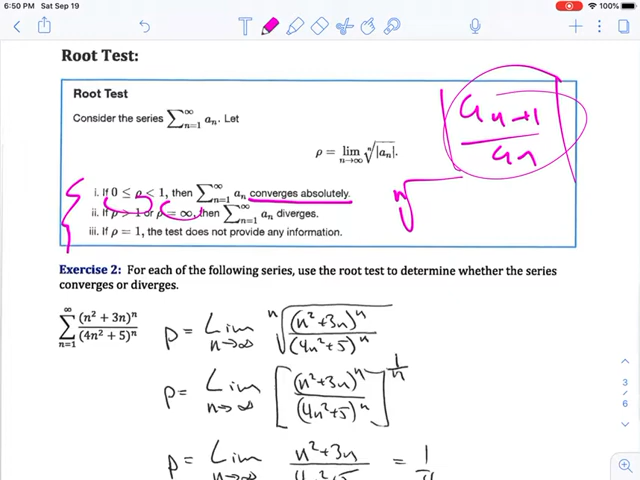 6:50 PM Sat Sep 19
100%
Root Test:
Root Test
Consider the series ∑_{n=1}^{∞} a_n. Let
ρ = lim_{n→∞} ⁿ√|a_n|.
i. If 0 ≤ ρ < 1, then ∑_{n=1}^{∞} a_n converges absolutely.
ii. If ρ > 1 or ρ = ∞, then ∑_{n=1}^{∞} a_n diverges.
iii. If ρ = 1, the test does not provide any information.
|a_{n+1}/a_n|
ⁿ√
Exercise 2: For each of the following series, use the root test to determine whether the series
converges or diverges.
∑_{n=1}^{∞} (n² + 3n)ⁿ/(4n² + 5)ⁿ
ρ = Lim_{n→∞} ⁿ√((n²+3n)ⁿ/(4n²+5)ⁿ)
ρ = Lim_{n→∞} [(n²+3n)ⁿ/(4n²+5)ⁿ]^{1/n}
ρ = Lim n²+3n/4n²+5 = 1/4
3
/
6